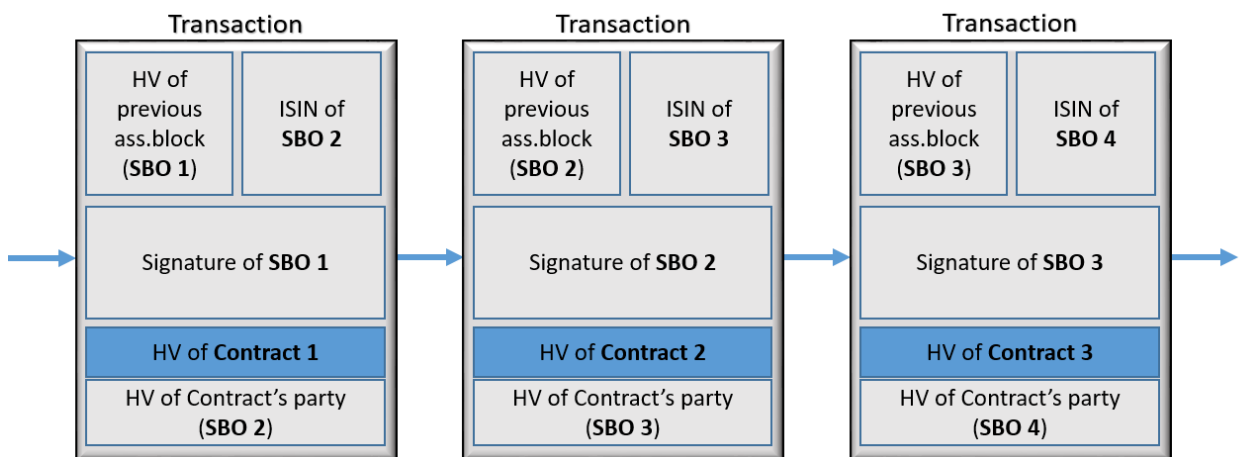 Transaction
HV of
previous
ass.block
(SBO 1)
ISIN of
SBO 2
Signature of SBO 1
HV of Contract 1
HV of Contract’s party
(SBO 2)
Transaction
HV of
previous
ass.block
(SBO 2)
ISIN of
SBO 3
Signature of SBO 2
HV of Contract 2
HV of Contract’s party
(SBO 3)
Transaction
HV of
previous
ass.block
(SBO 3)
ISIN of
SBO 4
Signature of SBO 3
HV of Contract 3
HV of Contract’s party
(SBO 4)